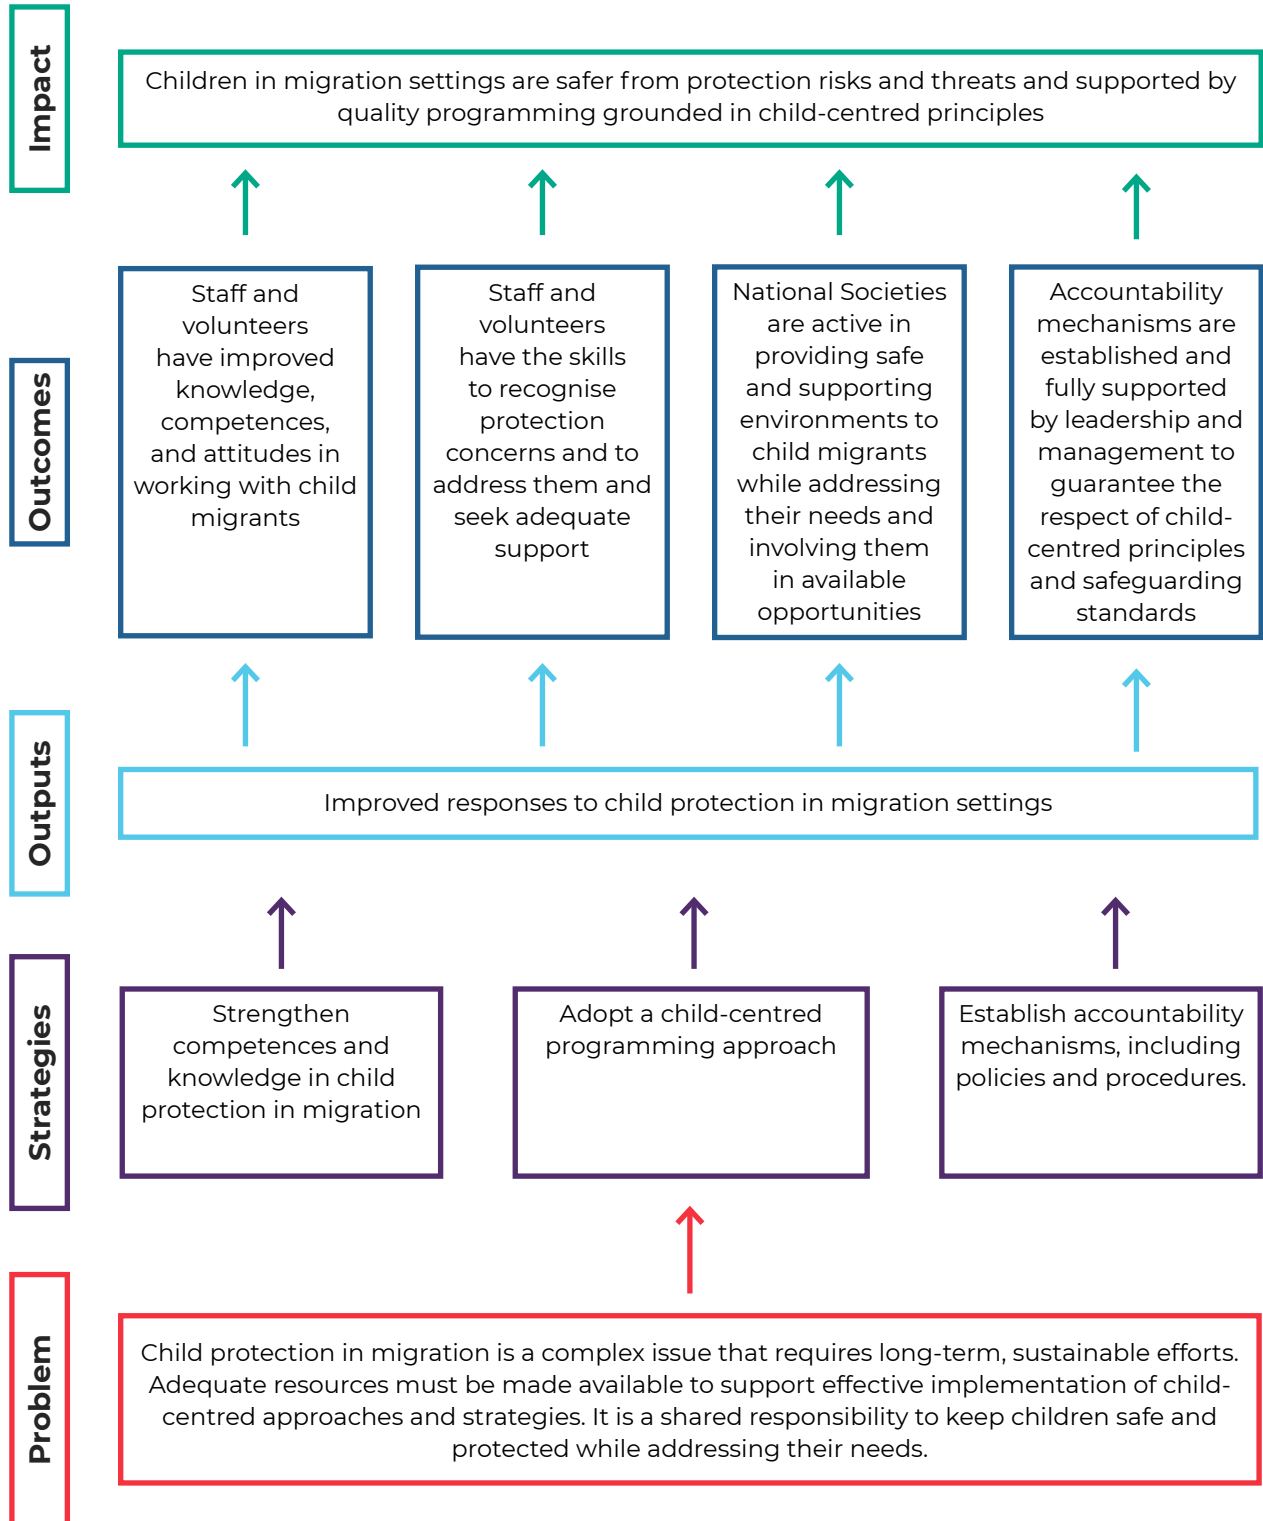 Impact
Children in migration settings are safer from protection risks and threats and supported by
quality programming grounded in child-centred principles
Outcomes
Staff and
volunteers
have improved
knowledge,
competences,
and attitudes in
working with child
migrants
Staff and
volunteers
have the skills
to recognise
protection
concerns and to
address them and
seek adequate
support
National Societies
are active in
providing safe
and supporting
environments to
child migrants
while addressing
their needs and
involving them
in available
opportunities
Accountability
mechanisms are
established and
fully supported
by leadership and
management to
guarantee the
respect of child-
centred principles
and safeguarding
standards
Outputs
Improved responses to child protection in migration settings
Strategies
Strengthen
competences and
knowledge in child
protection in migration
Adopt a child-centred
programming approach
Establish accountability
mechanisms, including
policies and procedures.
Problem
Child protection in migration is a complex issue that requires long-term, sustainable efforts.
Adequate resources must be made available to support effective implementation of child-
centred approaches and strategies. It is a shared responsibility to keep children safe and
protected while addressing their needs.